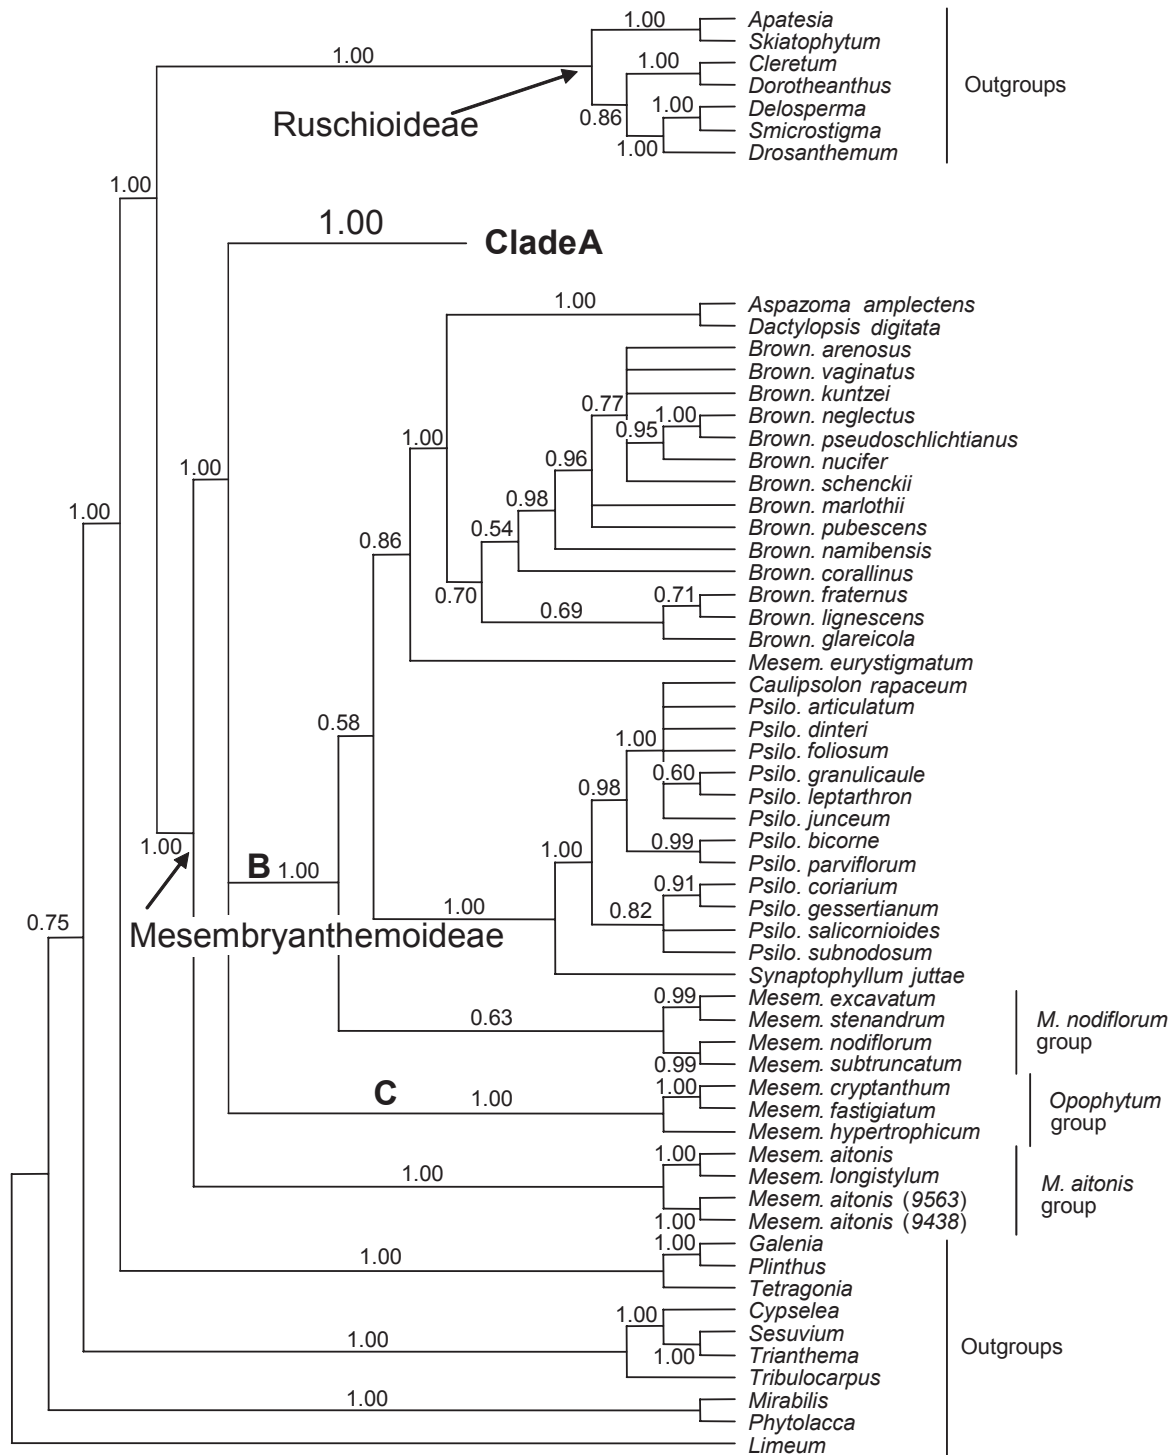 1.00
Apatesia
Skiatophytum
1.00
1.00
Cleretum
Dorotheanthus
Outgroups
Ruschioideae
0.86
1.00
Delosperma
Smicrostigma
1.00
Drosanthemum
1.00
1.00
CladeA
1.00
Aspazoma amplectens
Dactylopsis digitata
Brown. arenosus
Brown. vaginatus
Brown. kuntzei
0.77
1.00
Brown. neglectus
0.95
Brown. pseudoschlichtianus
1.00
Brown. nucifer
0.96
1.00
Brown. schenckii
0.98
Brown. marlothii
1.00
0.54
Brown. pubescens
0.86
Brown. namibensis
Brown. corallinus
0.70
0.71
Brown. fraternus
0.69
Brown. lignescens
Brown. glareicola
Mesem. eurystigmatum
Caulipsolon rapaceum
Psilo. articulatum
0.58
Psilo. dinteri
1.00
Psilo. foliosum
0.60
Psilo. granulicaule
0.98
Psilo. leptarthron
Psilo. junceum
1.00
1.00
0.99
Psilo. bicorne
Psilo. parviflorum
B 1.00
0.91
Psilo. coriarium
1.00
0.82
Psilo. gessertianum
0.75
Mesembryanthemoideae
Psilo. salicornioides
Psilo. subnodosum
Synaptophyllum juttae
0.99
Mesem. excavatum
0.63
Mesem. stenandrum
M. nodiflorum
group
Mesem. nodiflorum
0.99
Mesem. subtruncatum
C
1.00
1.00
Mesem. cryptanthum
Mesem. fastigiatum
Opophytum
group
Mesem. hypertrophicum
1.00
Mesem. aitonis
1.00
Mesem. longistylum
M. aitonis
group
Mesem. aitonis (9563)
1.00
Mesem. aitonis (9438)
1.00
1.00
Galenia
Plinthus
Tetragonia
1.00
Cypselea
1.00
Sesuvium
1.00
Trianthema
Outgroups
Tribulocarpus
1.00
Mirabilis
Phytolacca
Limeum